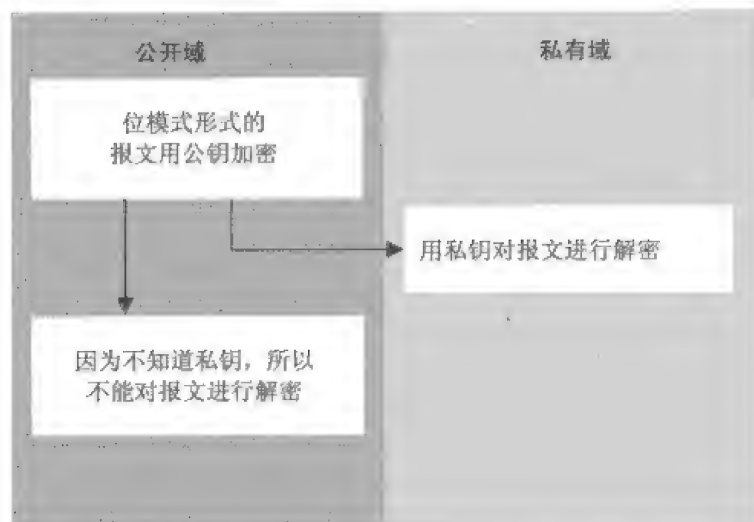 公开域
私有域
位模式形式的
报文用公钥加密
用私钥对报文进行解密
因为不知道私钥，所以
不能对报文进行解密